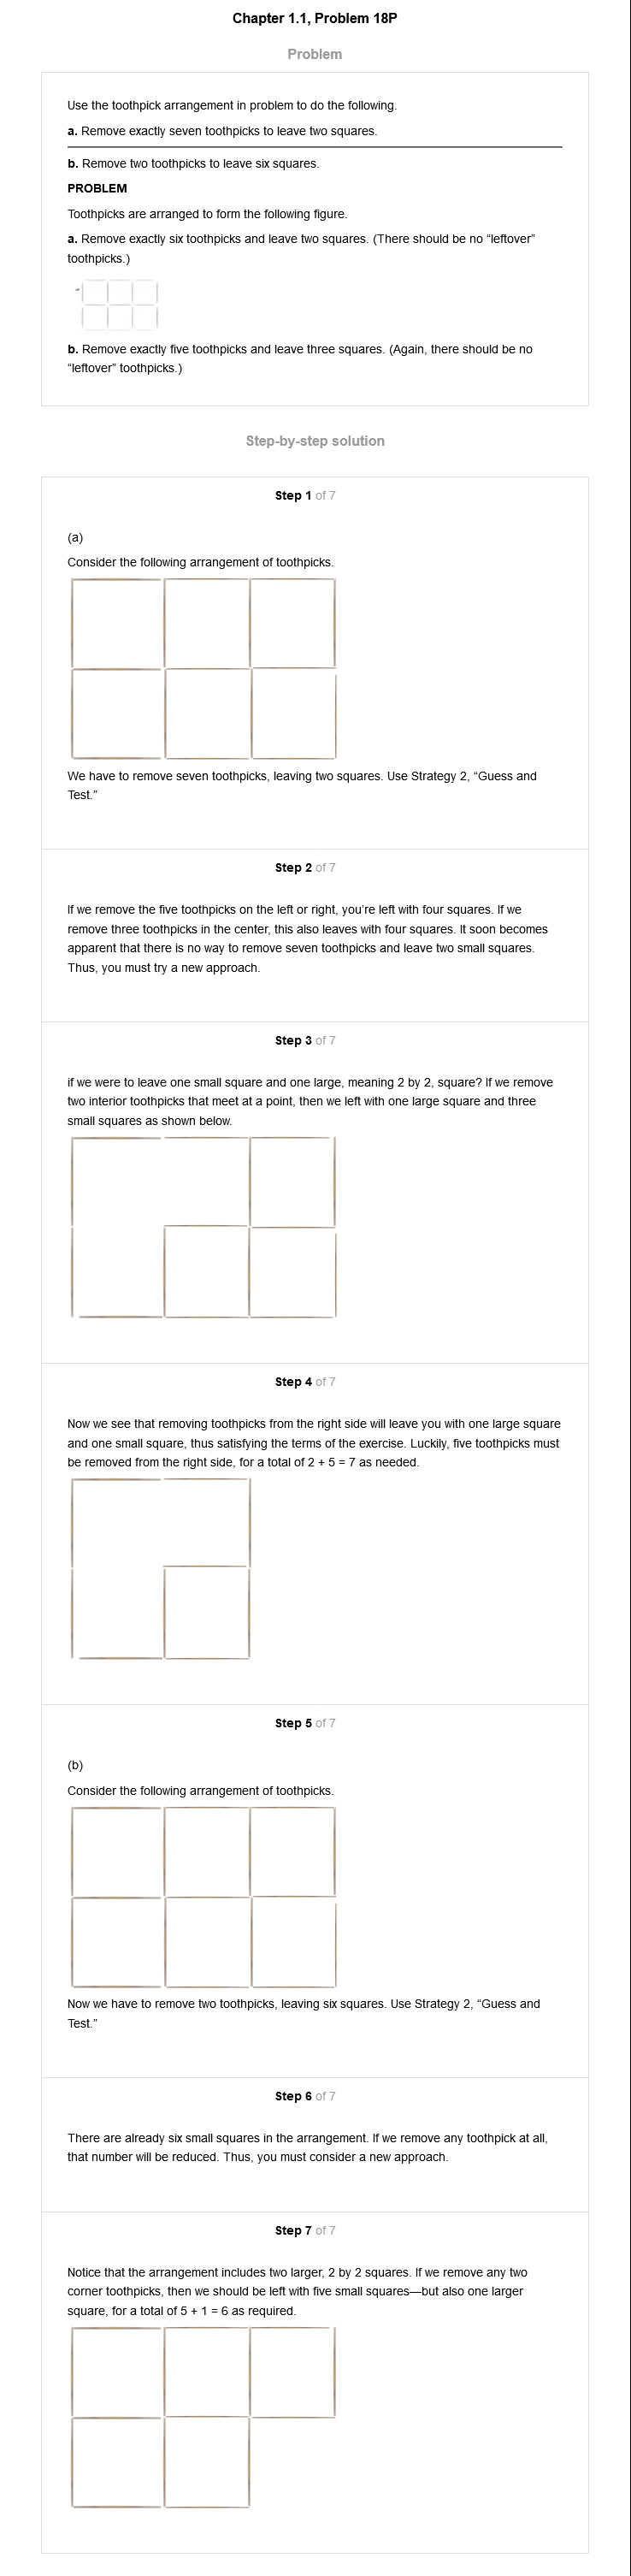 Chapter 1.1, Problem 18P
Problem
Use the toothpick arrangement in problem to do the following.
a. Remove exactly seven toothpicks to leave two squares.
b. Remove two toothpicks to leave six squares.
PROBLEM
Toothpicks are arranged to form the following figure.
a. Remove exactly six toothpicks and leave two squares. (There should be no “leftover”
toothpicks.)
b. Remove exactly five toothpicks and leave three squares. (Again, there should be no
“leftover” toothpicks.)
Step-by-step solution
Step 1 of 7
(a)
Consider the following arrangement of toothpicks.
We have to remove seven toothpicks, leaving two squares. Use Strategy 2, “Guess and
Test.”
Step 2 of 7
If we remove the five toothpicks on the left or right, you’re left with four squares. If we
remove three toothpicks in the center, this also leaves with four squares. It soon becomes
apparent that there is no way to remove seven toothpicks and leave two small squares.
Thus, you must try a new approach.
Step 3 of 7
if we were to leave one small square and one large, meaning 2 by 2, square? If we remove
two interior toothpicks that meet at a point, then we left with one large square and three
small squares as shown below.
Step 4 of 7
Now we see that removing toothpicks from the right side will leave you with one large square
and one small square, thus satisfying the terms of the exercise. Luckily, five toothpicks must
be removed from the right side, for a total of 2 + 5 = 7 as needed.
Step 5 of 7
(b)
Consider the following arrangement of toothpicks.
Now we have to remove two toothpicks, leaving six squares. Use Strategy 2, “Guess and
Test.”
Step 6 of 7
There are already six small squares in the arrangement. If we remove any toothpick at all,
that number will be reduced. Thus, you must consider a new approach.
Step 7 of 7
Notice that the arrangement includes two larger, 2 by 2 squares. If we remove any two
corner toothpicks, then we should be left with five small squares—but also one larger
square, for a total of 5 + 1 = 6 as required.